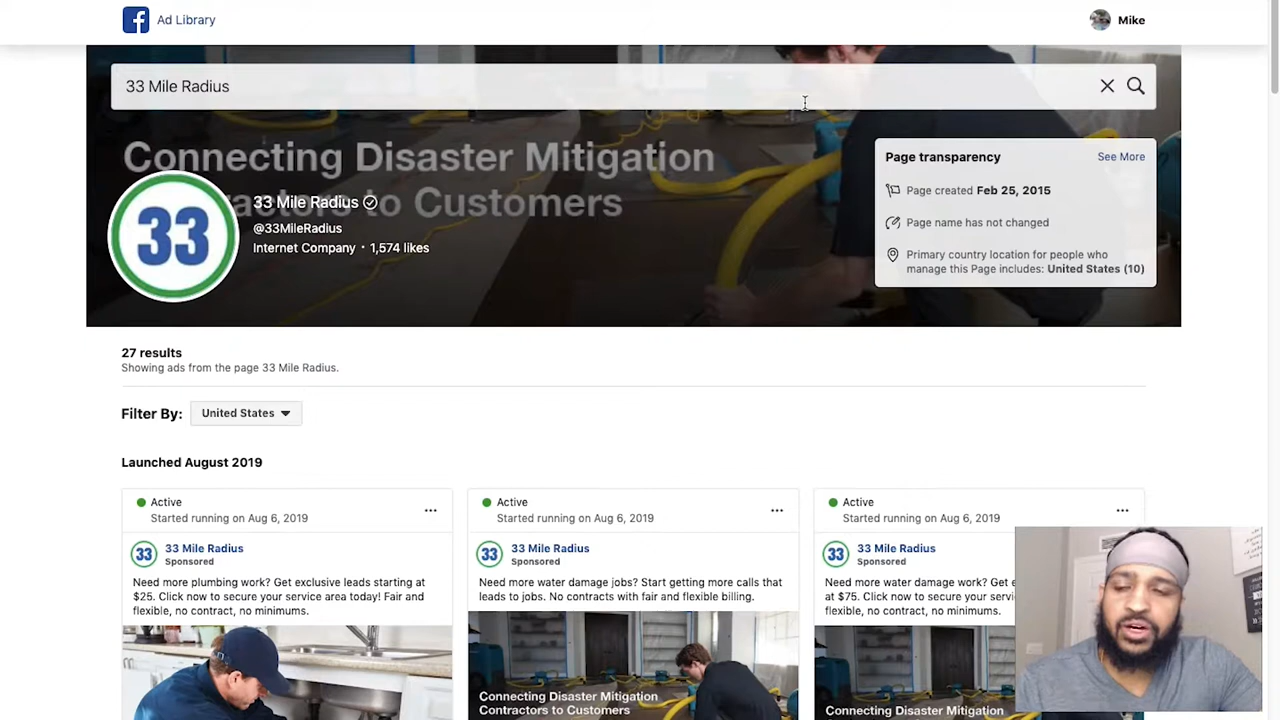 Ad Library
Mike
33 Mile Radius
Connecting Disaster Mitigation
Contractors to Customers
33
33 Mile Radius
@33MileRadius
Internet Company · 1,574 likes
Page transparency
See More
Page created Feb 25, 2015
Page name has not changed
Primary country location for people who
manage this Page includes: United States (10)
27 results
Showing ads from the page 33 Mile Radius.
Filter By:
United States
Launched August 2019
Active
Started running on Aug 6, 2019
33
33 Mile Radius
Sponsored
Need more plumbing work? Get exclusive leads starting at
$25. Click now to secure your service area today! Fair and
flexible, no contract, no minimums.
Active
Started running on Aug 6, 2019
33
33 Mile Radius
Sponsored
Need more water damage jobs? Start getting more calls that
leads to jobs. No contracts with fair and flexible billing.
Connecting Disaster Mitigation
Contractors to Customers
Active
Started running on Aug 6, 2019
33
33 Mile Radius
Sponsored
Need more water damage work? Get e
at $75. Click now to secure your servi
flexible, no contract, no minimums.
Connecting Disaster Mitigation